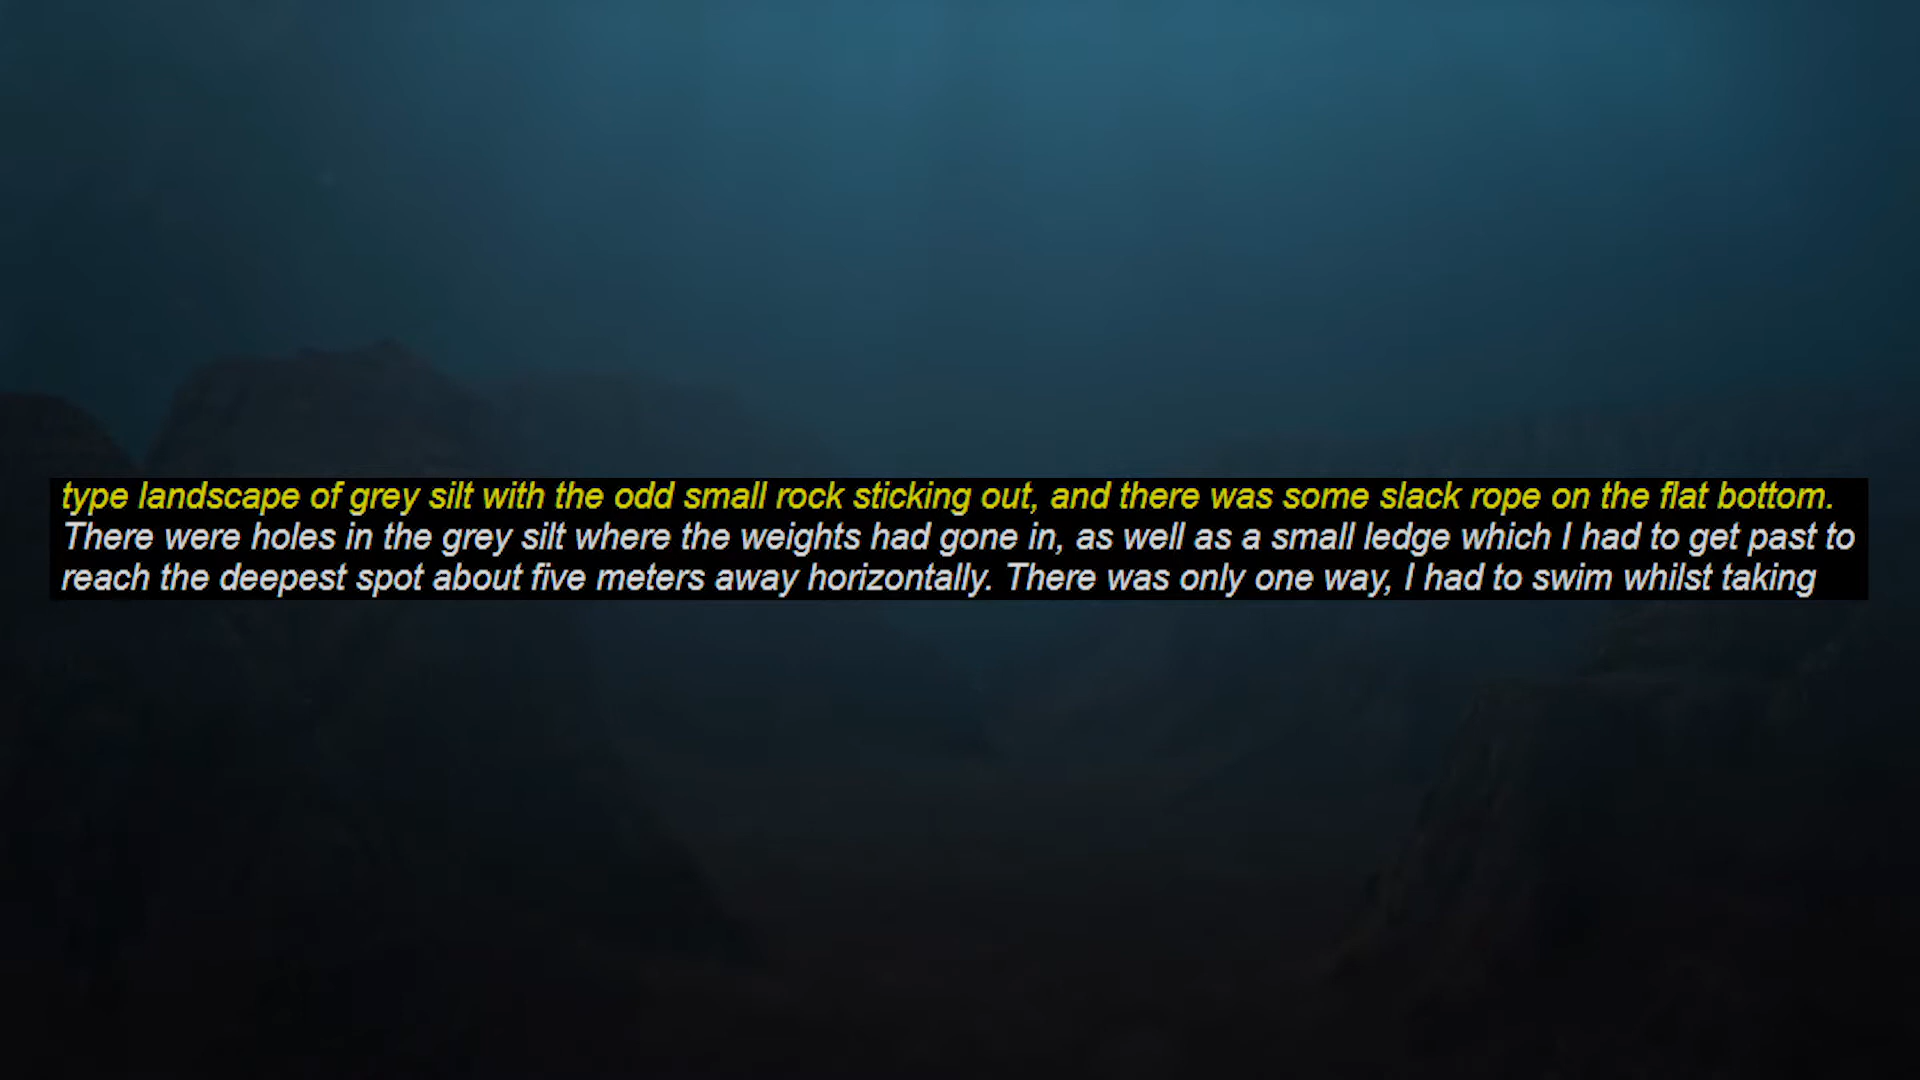 type landscape of grey silt with the odd small rock sticking out, and there was some slack rope on the flat bottom.
There were holes in the grey silt where the weights had gone in, as well as a small ledge which I had to get past to
reach the deepest spot about five meters away horizontally. There was only one way, I had to swim whilst taking